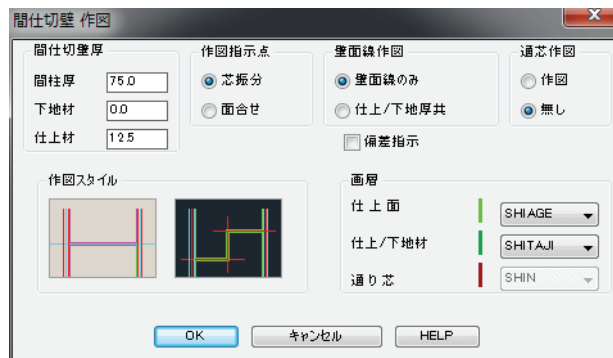 間仕切壁 作図
間仕切壁厚
間柱厚 75.0
下地材 0.0
仕上材 12.5
作図指示点
芯振分
面合せ
壁面線作図
壁面線のみ
仕上/下地厚共
偏差指示
通芯作図
作図
無し
作図スタイル
画層
仕上面 SHIAGE
仕上/下地材 SHITAJI
通り芯 SHIN
OK キャンセル HELP